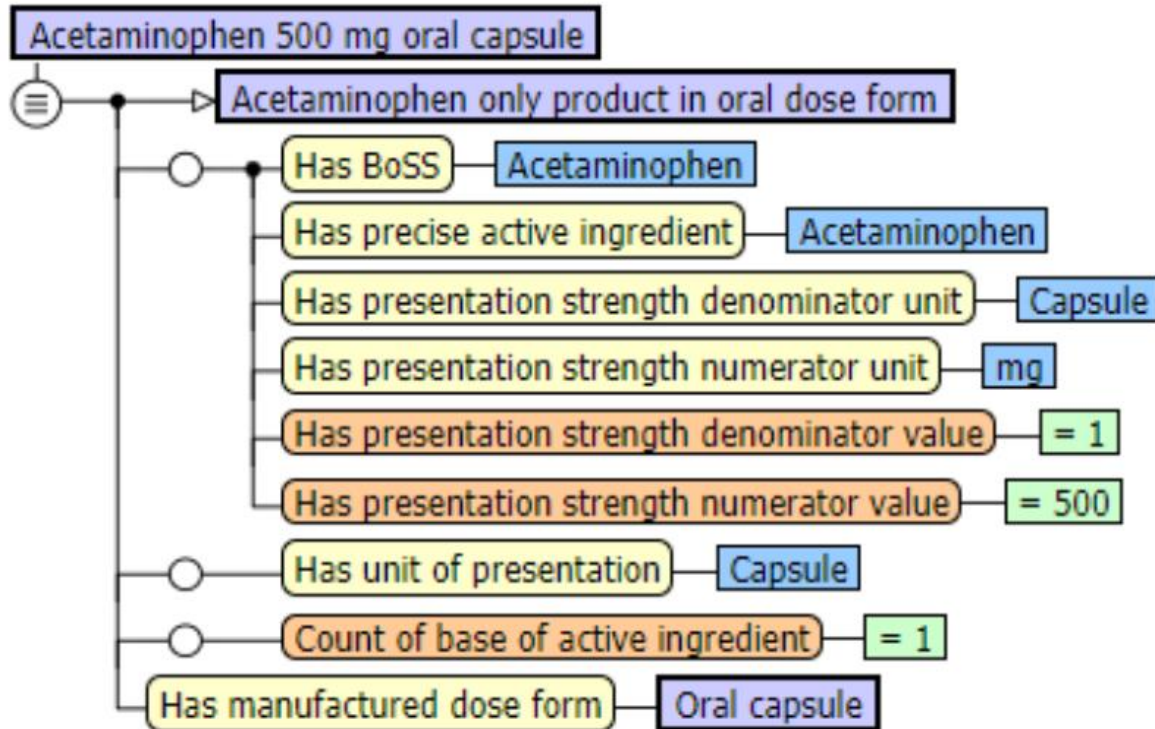 Acetaminophen 500 mg oral capsule
Acetaminophen only product in oral dose form
Has BoSS Acetaminophen
Has precise active ingredient Acetaminophen
Has presentation strength denominator unit Capsule
Has presentation strength numerator unit mg
Has presentation strength denominator value = 1
Has presentation strength numerator value = 500
Has unit of presentation Capsule
Count of base of active ingredient = 1
Has manufactured dose form Oral capsule